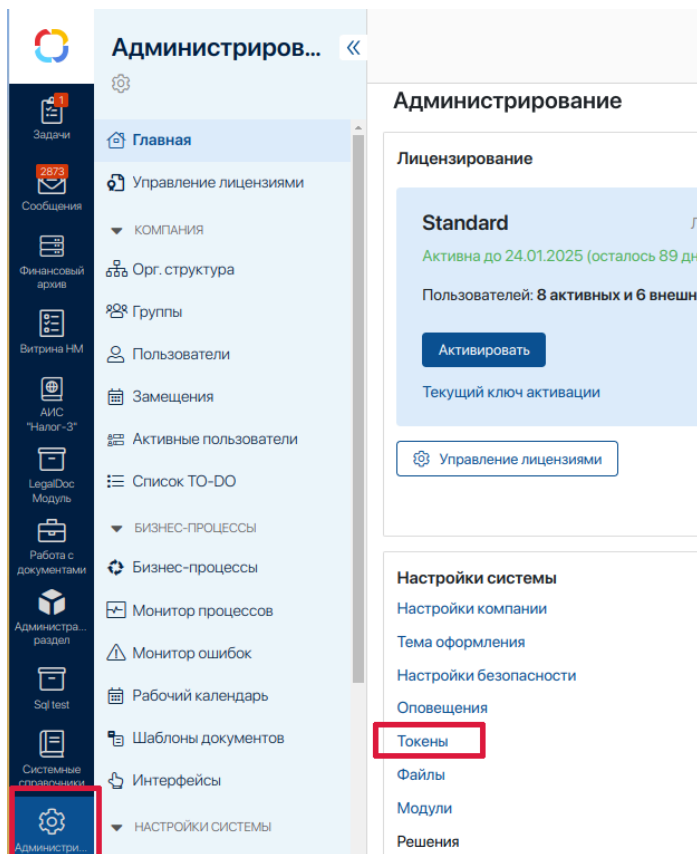 1
Задачи
2873
Сообщения
Финансовый
архив
Витрина НМ
АИС
"Налог-3"
LegalDoc
Модуль
Работа с
документами
Администра...
раздел
Sql test
Системные
справочники
Администри...
Администриров...
Главная
Управление лицензиями
КОМПАНИЯ
Орг. структура
Группы
Пользователи
Замещения
Активные пользователи
Список TO-DO
БИЗНЕС-ПРОЦЕССЫ
Бизнес-процессы
Монитор процессов
Монитор ошибок
Рабочий календарь
Шаблоны документов
Интерфейсы
НАСТРОЙКИ СИСТЕМЫ
Администрирование
Лицензирование
Standard
Активна до 24.01.2025 (осталось 89 дн
Пользователей: 8 активных и 6 внешн
Активировать
Текущий ключ активации
Управление лицензиями
Настройки системы
Настройки компании
Тема оформления
Настройки безопасности
Оповещения
Токены
Файлы
Модули
Решения